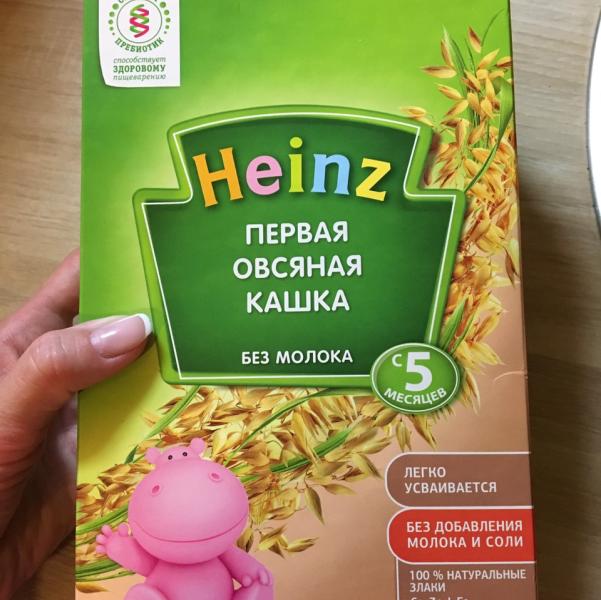 ПРЕБИОТИК
способствует
ЗДОРОВОМУ
пищеварению
Heinz
ПЕРВАЯ
ОВСЯНАЯ
КАШКА
БЕЗ МОЛОКА
С 5
МЕСЯЦЕВ
ЛЕГКО
УСВАИВАЕТСЯ
БЕЗ ДОБАВЛЕНИЯ
МОЛОКА И СОЛИ
100 % НАТУРАЛЬНЫЕ
ЗЛАКИ